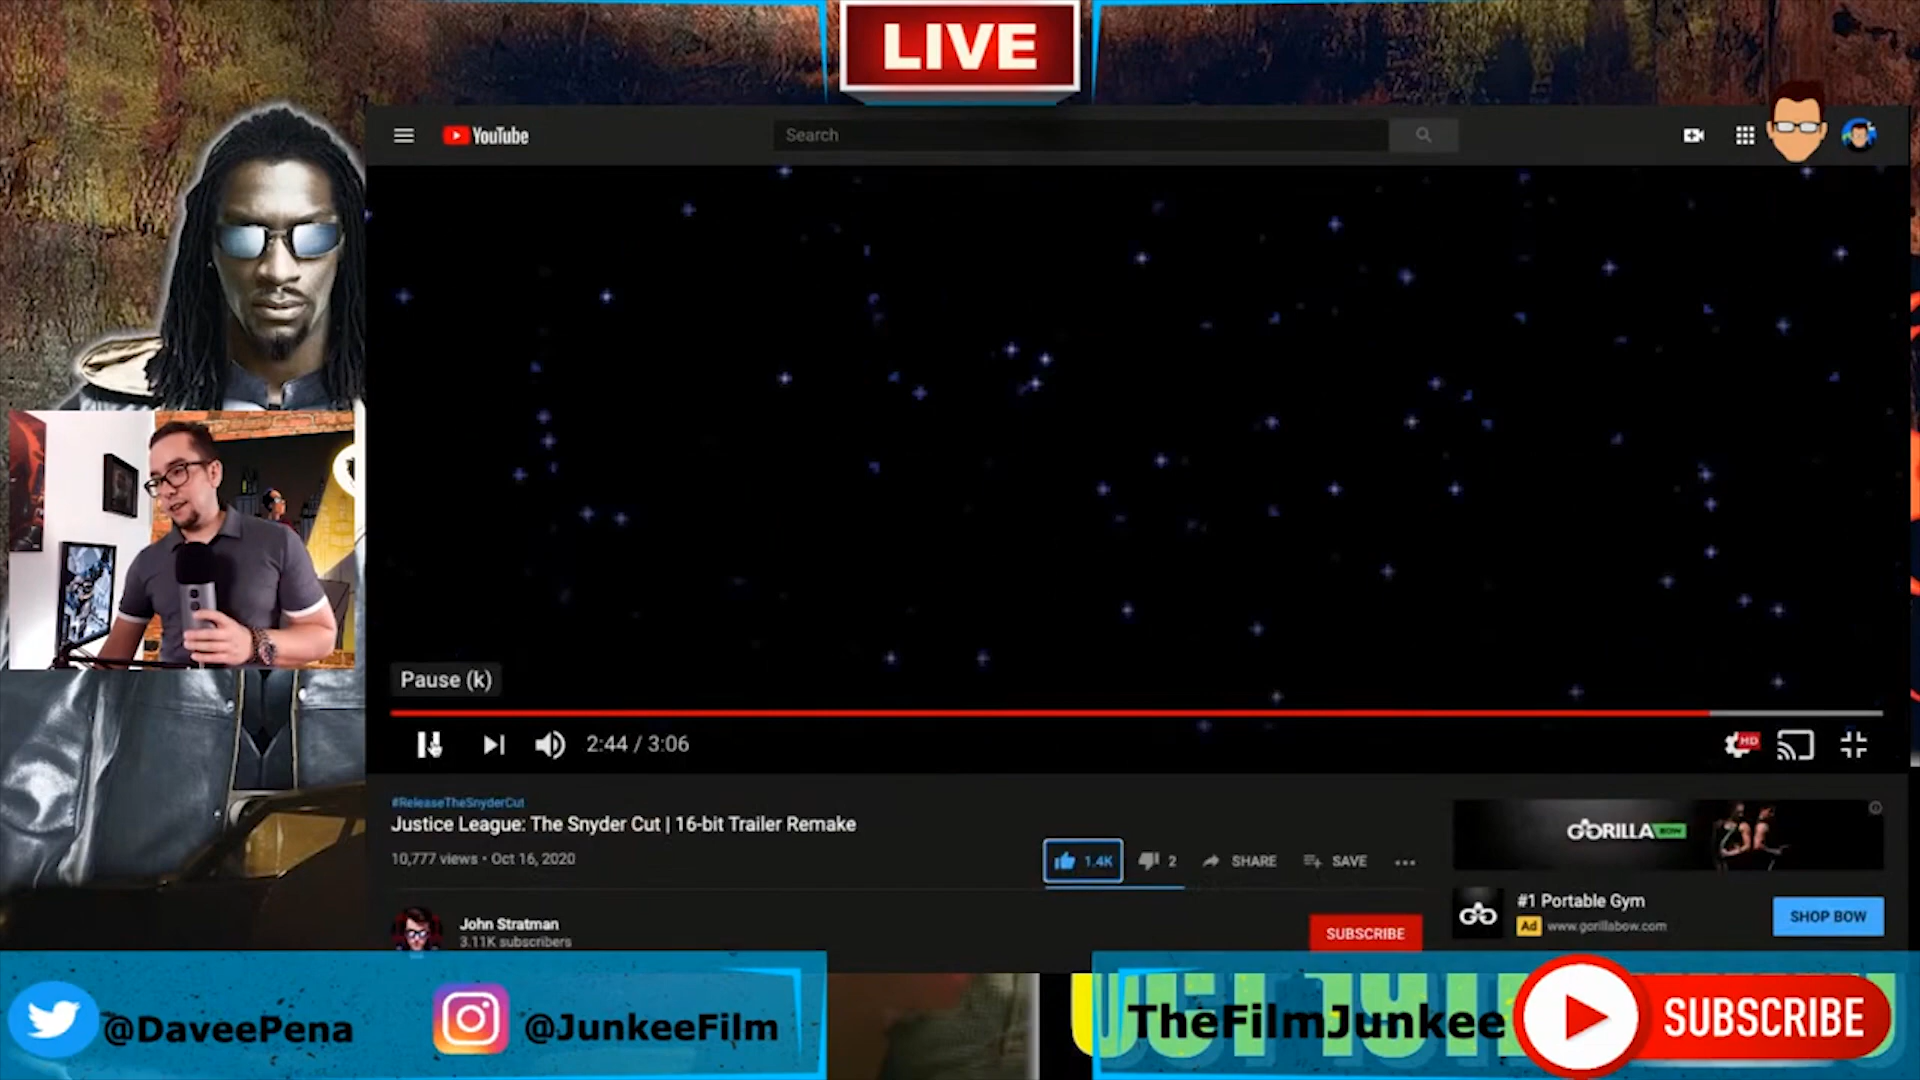 LIVE
YouTube
Search
Pause (k)
2:44 / 3:06
HD
#ReleaseTheSnyderCut
Justice League: The Snyder Cut | 16-bit Trailer Remake
10,777 views • Oct 16, 2020
1.4K
2
SHARE
SAVE
GORILLA BOW
#1 Portable Gym
Ad www.gorillabow.com
SHOP BOW
John Stratman
3.11K subscribers
SUBSCRIBE
@DaveePena
@JunkeeFilm
TheFilmJunkee
SUBSCRIBE